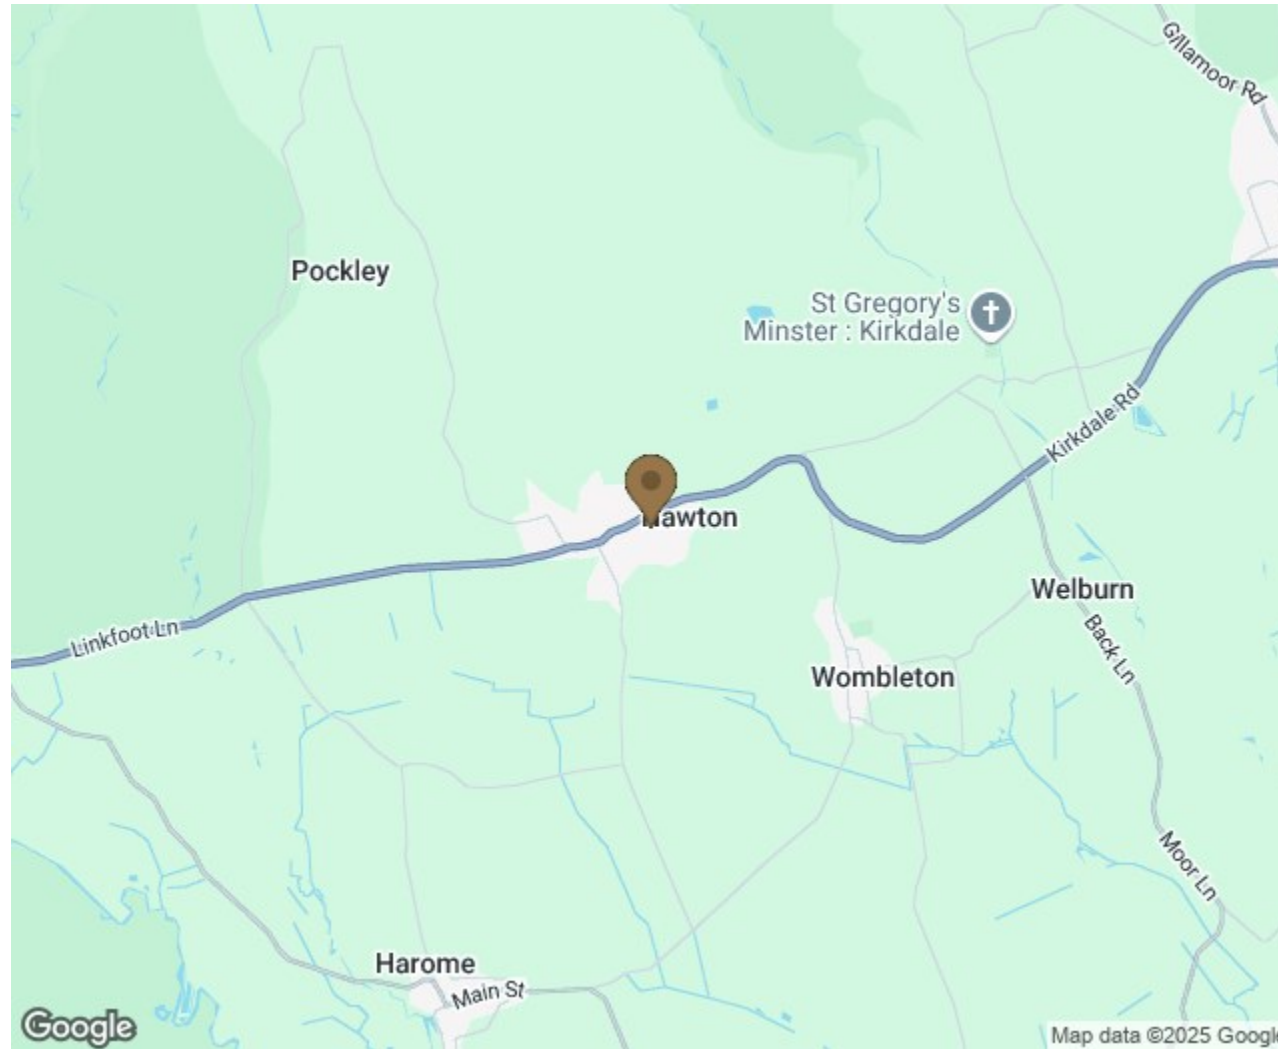 Gillamoor Rd
Pockley
St Gregory's
Minster : Kirkdale
Kirkdale Rd
Nawton
Linkfoot Ln
Welburn
Back Ln
Wombleton
Moor Ln
Harome
Main St
Google
Map data ©2025 Google